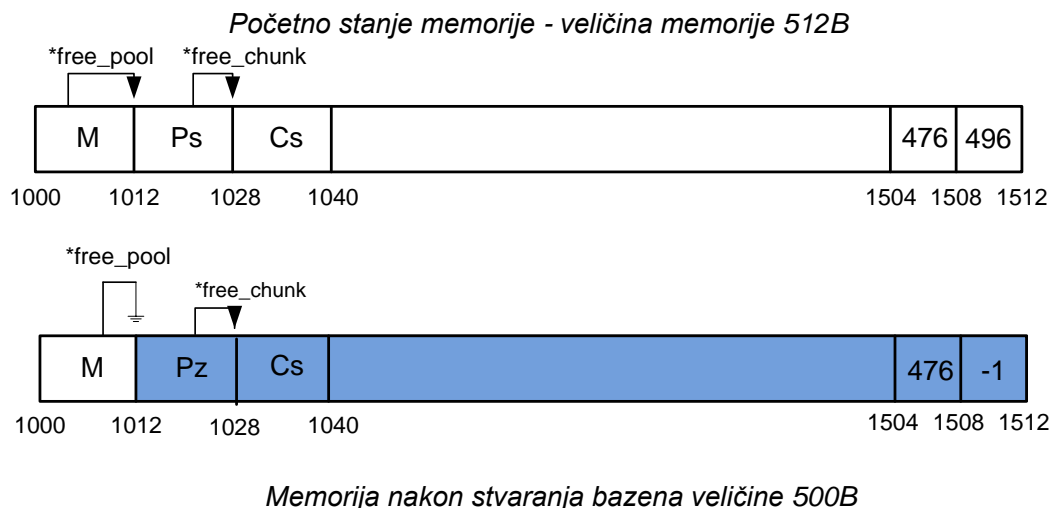 Početno stanje memorije - veličina memorije 512B
*free_pool *free_chunk
M Ps Cs 476 496
1000 1012 1028 1040 1504 1508 1512
*free_pool
*free_chunk
M Pz Cs 476 -1
1000 1012 1028 1040 1504 1508 1512
Memorija nakon stvaranja bazena veličine 500B